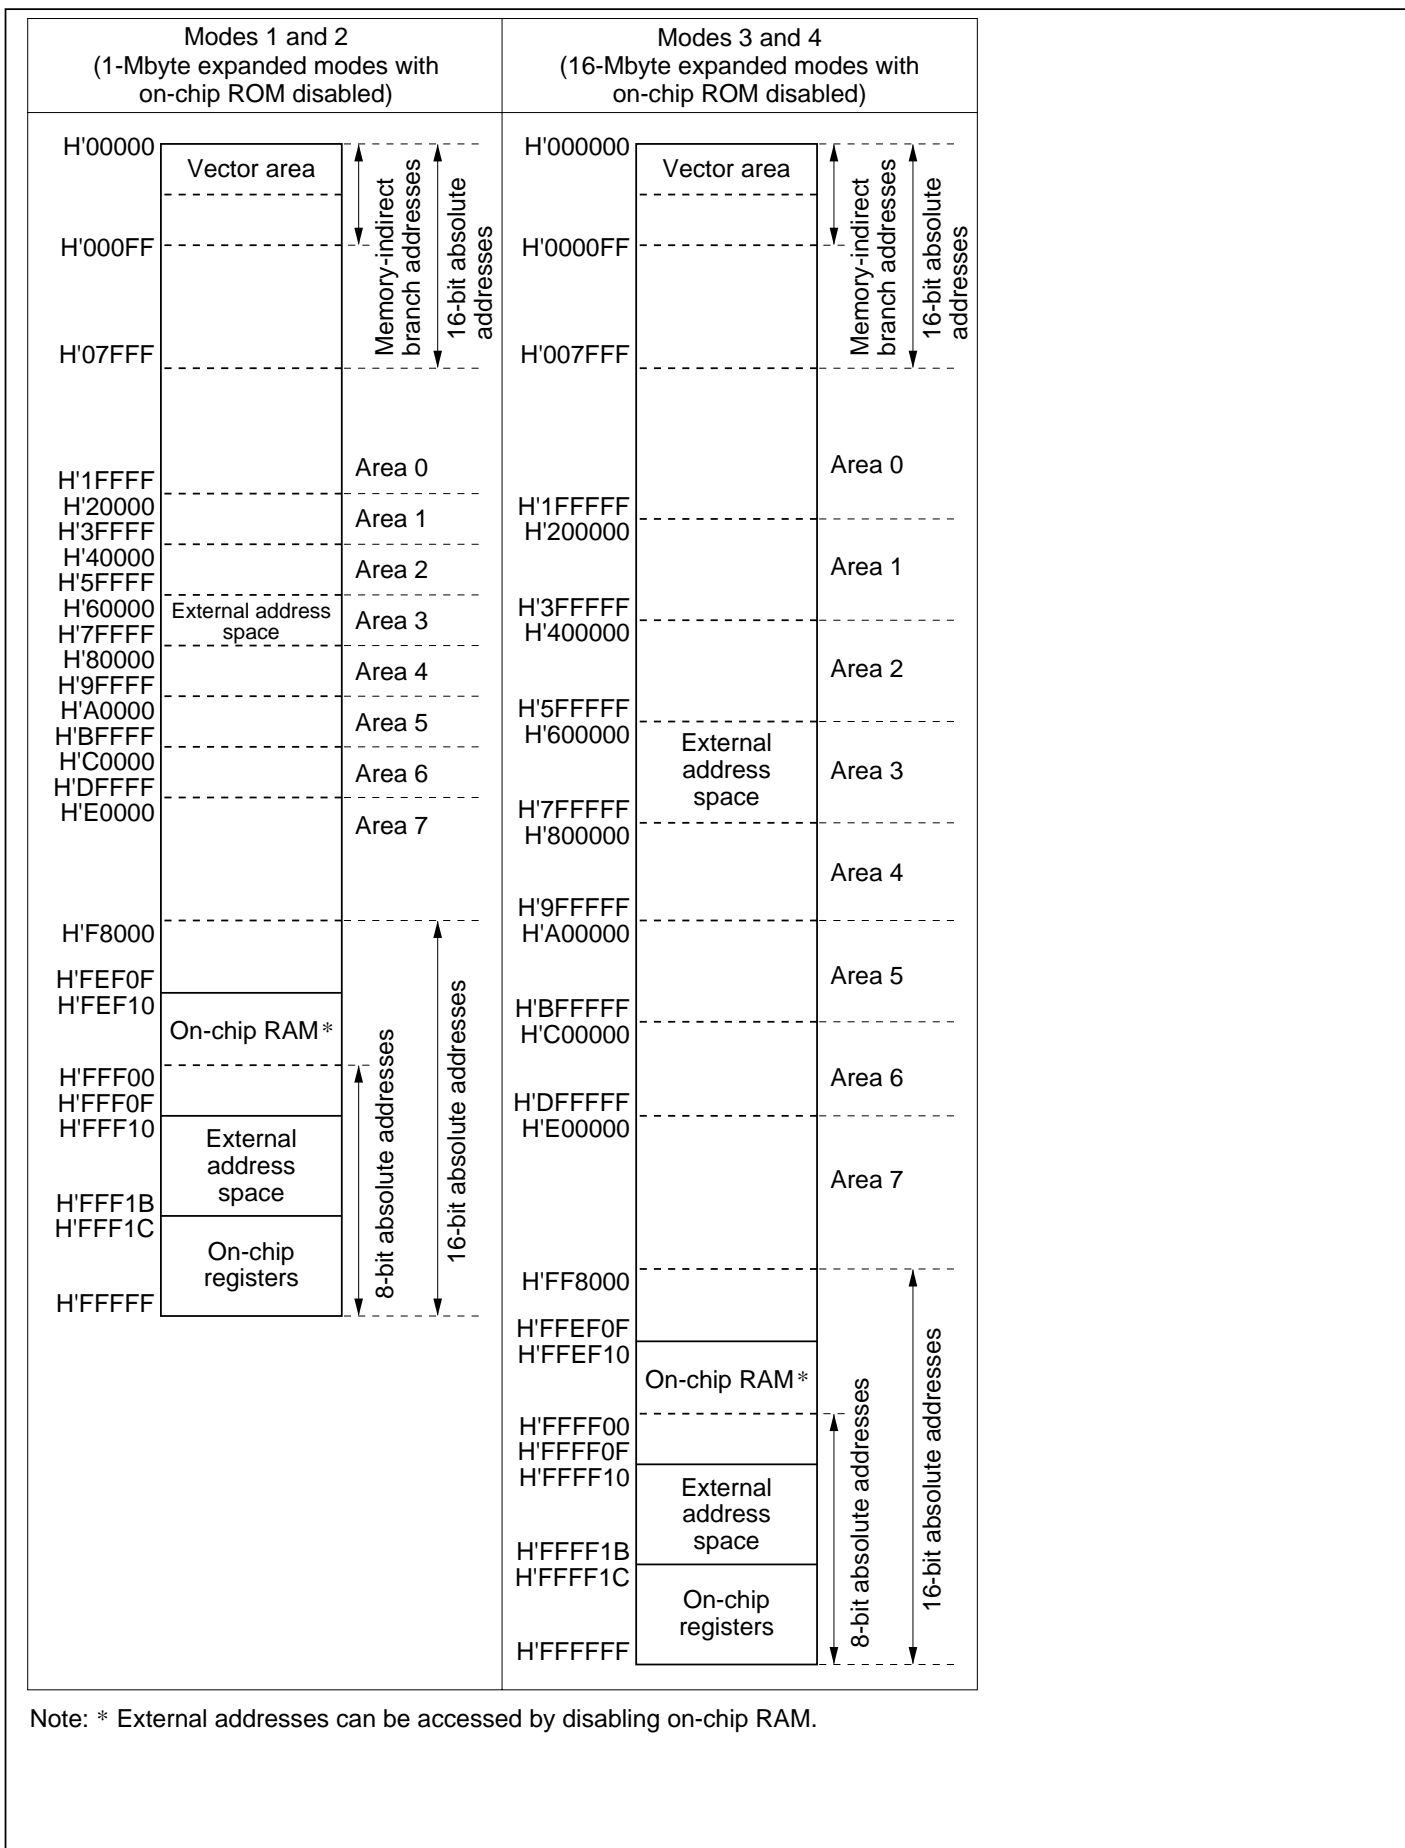 Modes 1 and 2
(1-Mbyte expanded modes with
on-chip ROM disabled)
H'00000
Vector area
H'000FF
Memory-indirect
branch addresses
16-bit absolute
addresses
H'07FFF
Area 0
H'1FFFF
H'20000
Area 1
H'3FFFF
H'40000
Area 2
H'5FFFF
H'60000
External address
space
Area 3
H'7FFFF
H'80000
Area 4
H'9FFFF
H'A0000
Area 5
H'BFFFF
H'C0000
Area 6
H'DFFFF
H'E0000
Area 7
H'F8000
H'FEF0F
H'FEF10
On-chip RAM*
H'FFF00
H'FFF0F
H'FFF10
External
address
space
H'FFF1B
H'FFF1C
On-chip
registers
H'FFFFF
8-bit absolute addresses
16-bit absolute addresses
Modes 3 and 4
(16-Mbyte expanded modes with
on-chip ROM disabled)
H'000000
Vector area
H'0000FF
Memory-indirect
branch addresses
16-bit absolute
addresses
H'007FFF
Area 0
H'1FFFFF
H'200000
Area 1
H'3FFFFF
H'400000
Area 2
H'5FFFFF
H'600000
External
address
space
Area 3
H'7FFFFF
H'800000
Area 4
H'9FFFFF
H'A00000
Area 5
H'BFFFFF
H'C00000
Area 6
H'DFFFFF
H'E00000
Area 7
H'FF8000
H'FFEF0F
H'FFEF10
On-chip RAM*
H'FFFF00
H'FFFF0F
H'FFFF10
External
address
space
H'FFFF1B
H'FFFF1C
On-chip
registers
H'FFFFFF
8-bit absolute addresses
16-bit absolute addresses
Note: * External addresses can be accessed by disabling on-chip RAM.